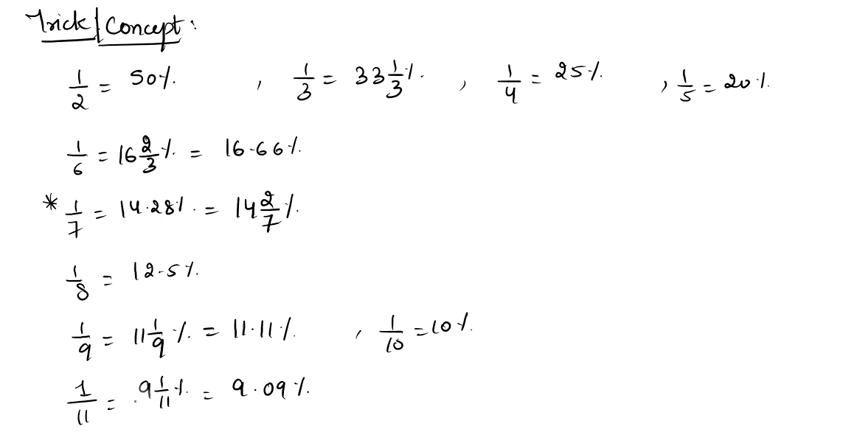 Trick/Concept:
1/2 = 50%, 1/3 = 33 1/3%, 1/4 = 25%, 1/5 = 20%
1/6 = 16 2/3% = 16.66%
* 1/7 = 14.28% = 14 2/7%
1/8 = 12.5%
1/9 = 11 1/9% = 11.11%, 1/10 = 10%
1/11 = 9 1/11% = 9.09%